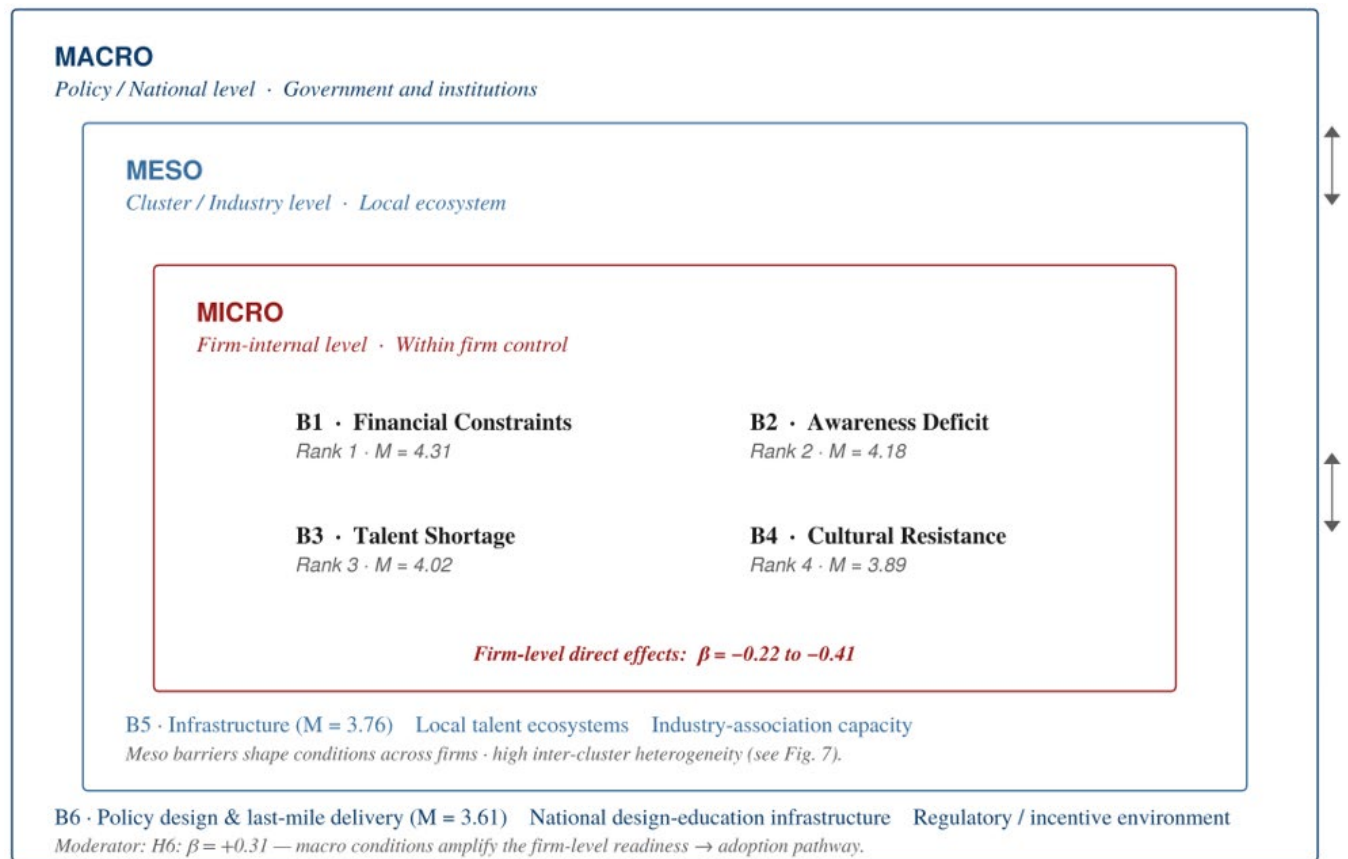 MACRO
Policy / National level · Government and institutions
MESO
Cluster / Industry level · Local ecosystem
MICRO
Firm-internal level · Within firm control
B1 · Financial Constraints
Rank 1 · M = 4.31
B2 · Awareness Deficit
Rank 2 · M = 4.18
B3 · Talent Shortage
Rank 3 · M = 4.02
B4 · Cultural Resistance
Rank 4 · M = 3.89
Firm-level direct effects: β = −0.22 to −0.41
B5 · Infrastructure (M = 3.76) Local talent ecosystems Industry-association capacity
Meso barriers shape conditions across firms · high inter-cluster heterogeneity (see Fig. 7).
B6 · Policy design & last-mile delivery (M = 3.61) National design-education infrastructure Regulatory / incentive environment
Moderator: H6: β = +0.31 — macro conditions amplify the firm-level readiness → adoption pathway.